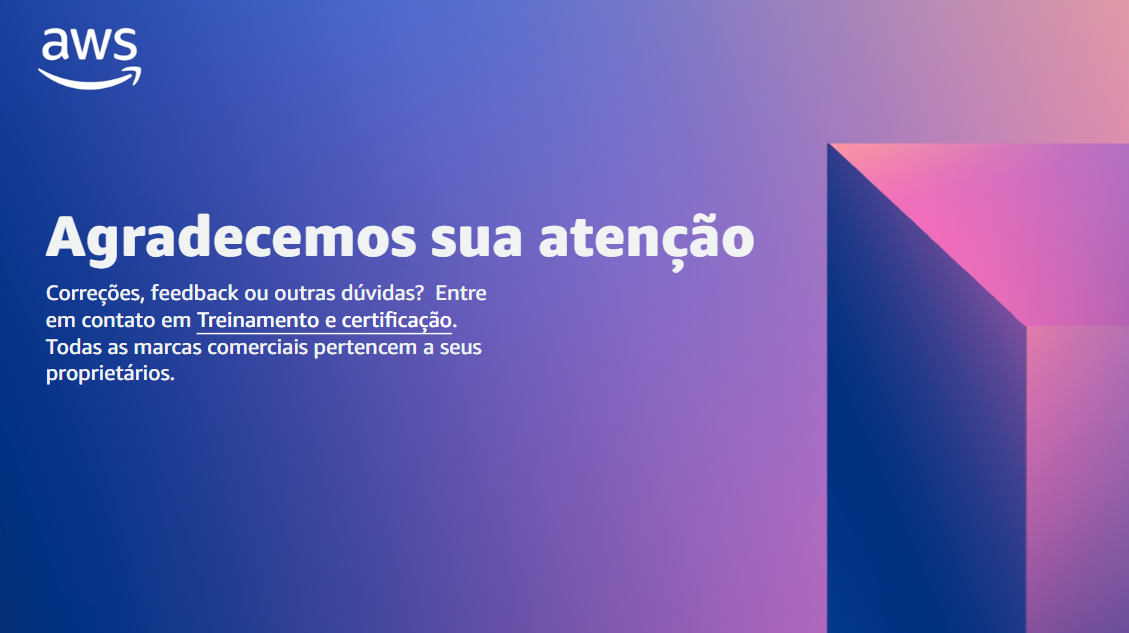 aws
Agradecemos sua atenção
Correções, feedback ou outras dúvidas?  Entre
em contato em Treinamento e certificação.
Todas as marcas comerciais pertencem a seus
proprietários.